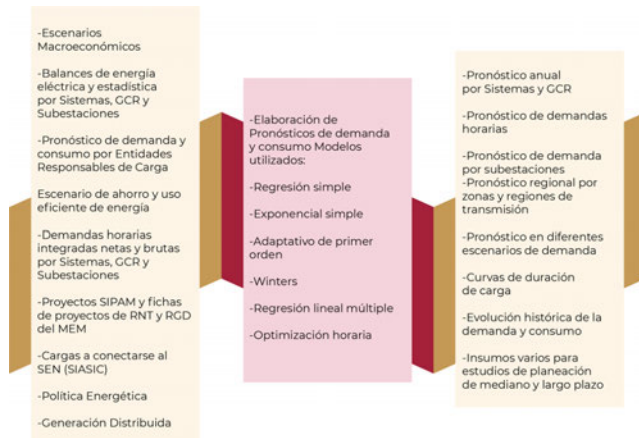 -Escenarios
Macroeconómicos
-Balances de energía
eléctrica y estadística
por Sistemas, GCR y
Subestaciones
-Pronóstico de demanda y
consumo por Entidades
Responsables de Carga
Escenario de ahorro y uso
eficiente de energía
-Demandas horarias
integradas netas y brutas
por Sistemas, GCR y
Subestaciones
-Proyectos SIPAM y fichas
de proyectos de RNT y RGD
del MEM
-Cargas a conectarse al
SEN (SIASIC)
-Política Energética
-Generación Distribuida
-Elaboración de
Pronósticos de demanda
y consumo Modelos
utilizados:
-Regresión simple
-Exponencial simple
-Adaptativo de primer
orden
-Winters
-Regresión lineal múltiple
-Optimización horaria
-Pronóstico anual
por Sistemas y GCR
-Pronóstico de demandas
horarias
-Pronóstico de demanda
por subestaciones
-Pronóstico regional por
zonas y regiones de
transmisión
-Pronóstico en diferentes
escenarios de demanda
-Curvas de duración
de carga
-Evolución histórica de la
demanda y consumo
-Insumos varios para
estudios de planeación
de mediano y largo plazo